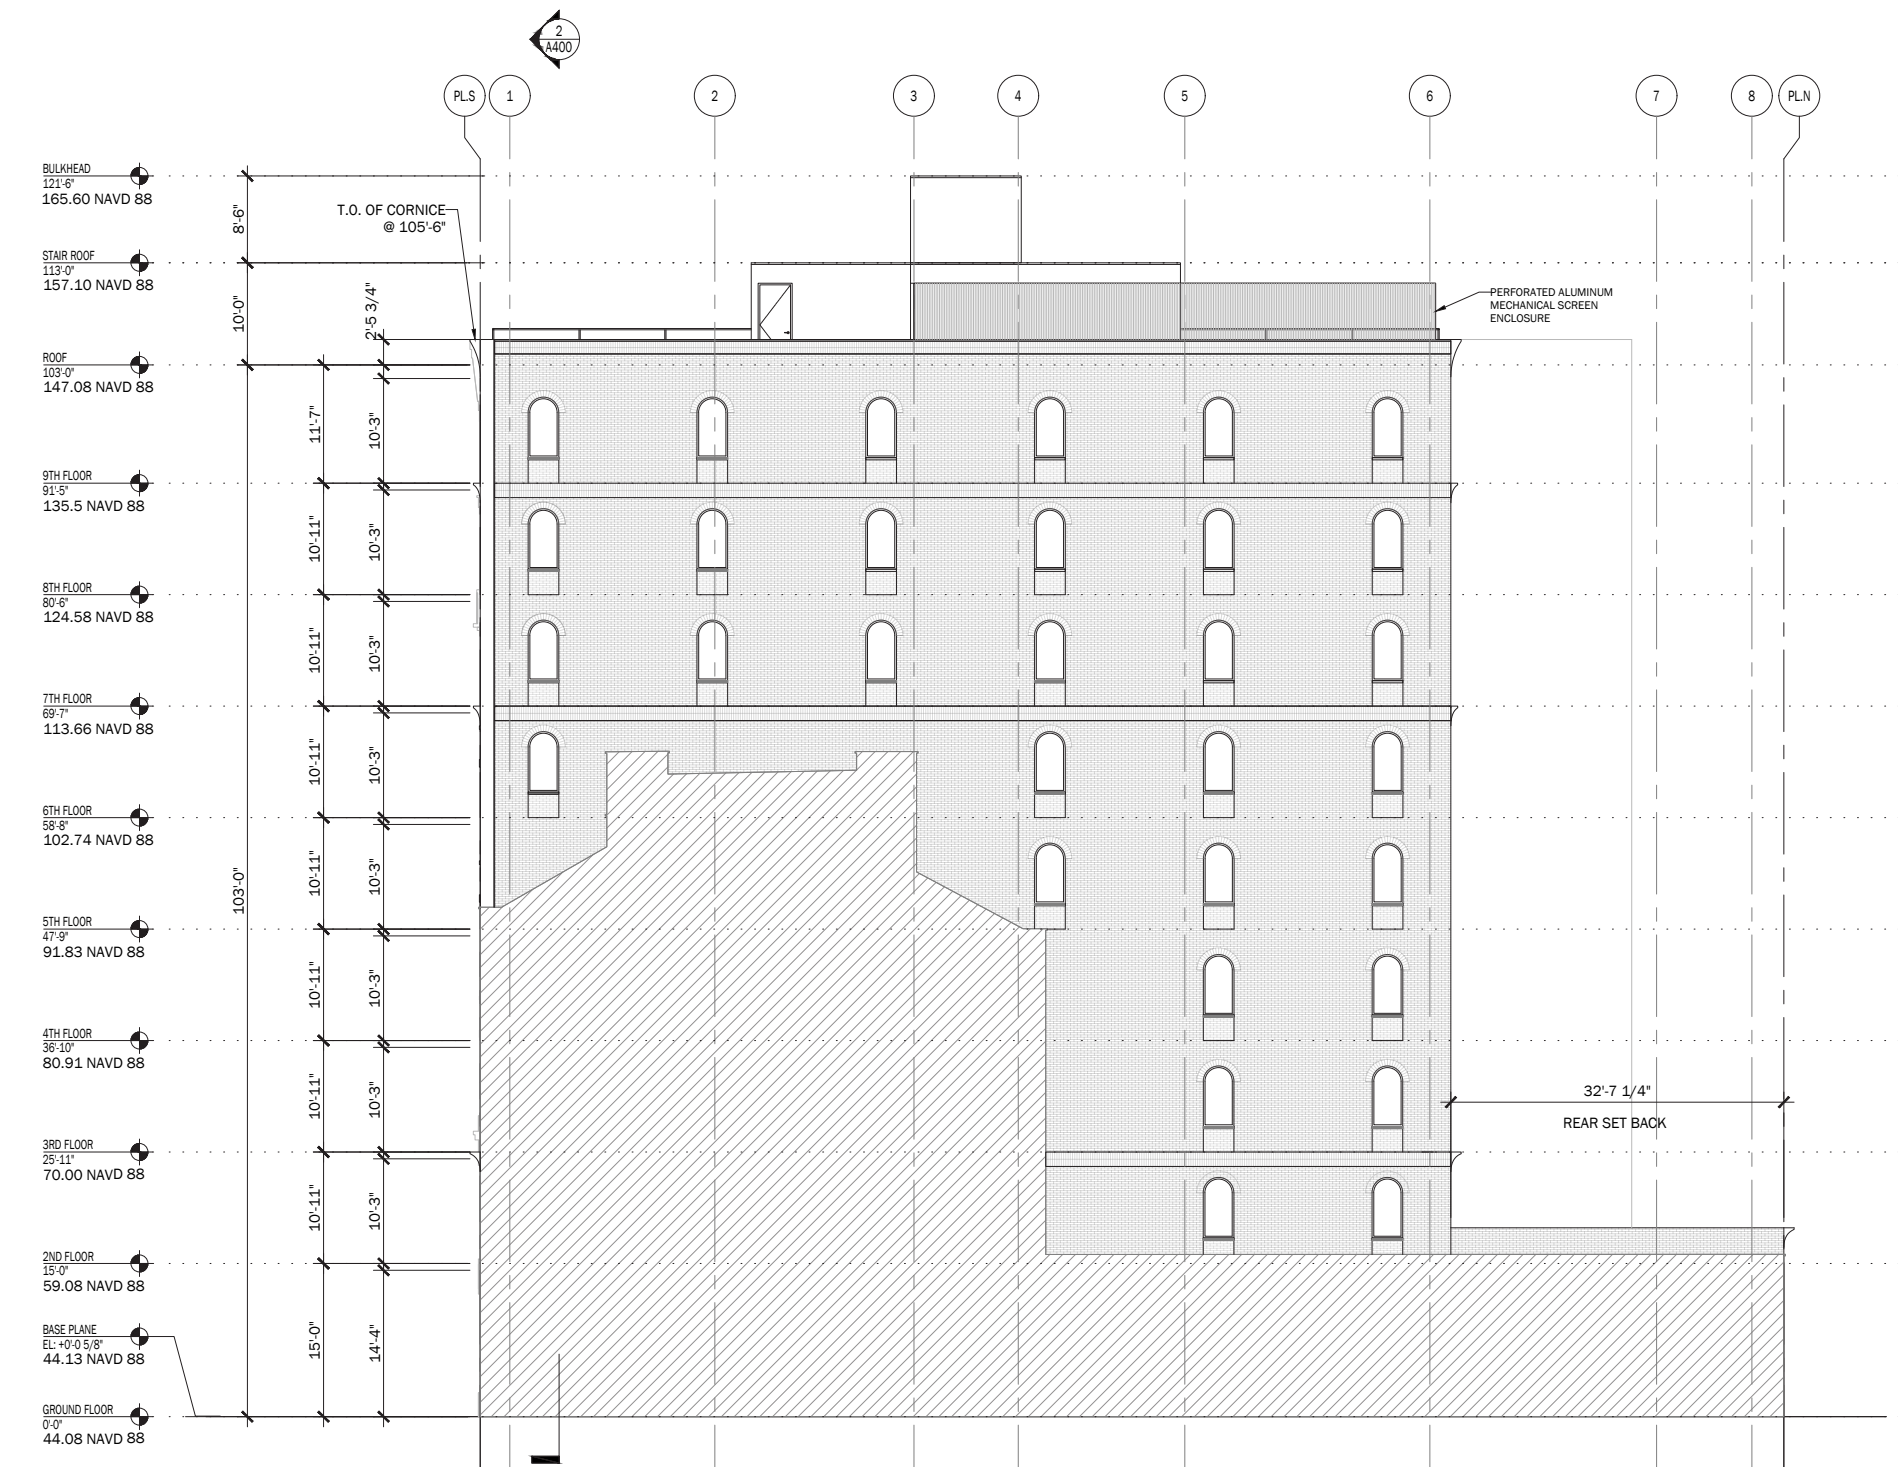 2
A400
PL.S
1
2
3
4
5
6
7
8
PL.N
BULKHEAD
121'-6"
165.60 NAVD 88
8'-6"
T.O. OF CORNICE
@ 105'-6"
STAIR ROOF
113'-0"
157.10 NAVD 88
10'-0"
2'-5 3/4"
PERFORATED ALUMINUM
MECHANICAL SCREEN
ENCLOSURE
ROOF
103'-0"
147.08 NAVD 88
11'-7"
10'-3"
9TH FLOOR
91'-5"
135.5 NAVD 88
10'-11"
10'-3"
8TH FLOOR
80'-6"
124.58 NAVD 88
10'-11"
10'-3"
7TH FLOOR
69'-7"
113.66 NAVD 88
10'-11"
10'-3"
6TH FLOOR
58'-8"
102.74 NAVD 88
103'-0"
10'-11"
10'-3"
5TH FLOOR
47'-9"
91.83 NAVD 88
10'-11"
10'-3"
4TH FLOOR
36'-10"
80.91 NAVD 88
10'-11"
10'-3"
32'-7 1/4"
REAR SET BACK
3RD FLOOR
25'-11"
70.00 NAVD 88
10'-11"
10'-3"
2ND FLOOR
15'-0"
59.08 NAVD 88
15'-0"
14'-4"
BASE PLANE
EL: +0'-0 5/8"
44.13 NAVD 88
GROUND FLOOR
0'-0"
44.08 NAVD 88